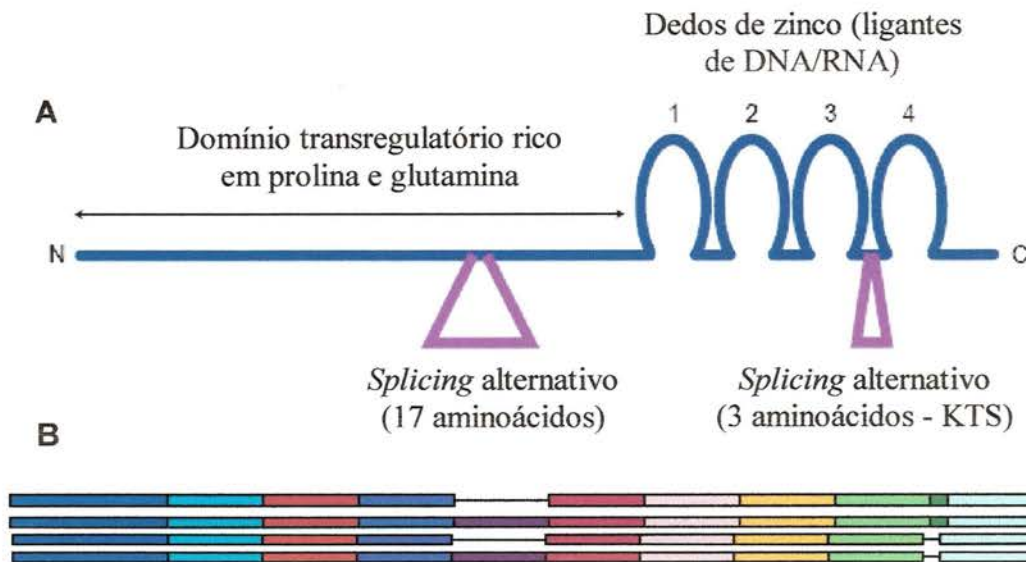 Dedos de zinco (ligantes
de DNA/RNA)
A
1 2 3 4
Domínio transregulatório rico
em prolina e glutamina
N
C
Splicing alternativo
(17 aminoácidos)
Splicing alternativo
(3 aminoácidos - KTS)
B